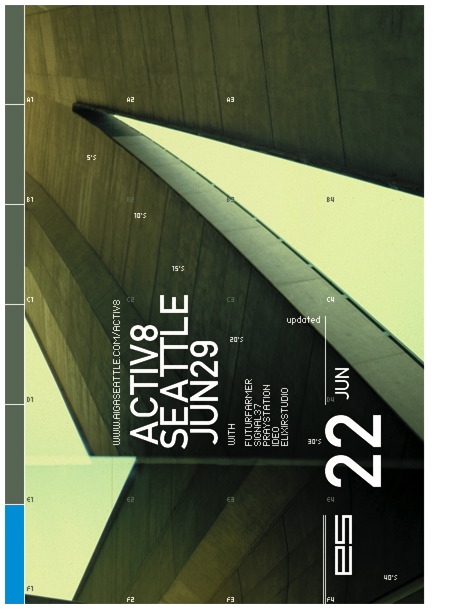 A1
A2
A3
5'S
B1
B2
B3
B4
10'S
15'S
C1
C2
C3
C4
updated
20'S
WWW.AIGASEATTLE.COM/ACTIV8
ACTIV8
SEATTLE
JUN29
WITH
FUTURFARMER
SIGNAL37
PRAYSTATION
IDEO
ELIXIRSTUDIO
D1
D4
JUN
22
30'S
E1
E2
E3
E4
es
40'S
F1
F2
F3
F4